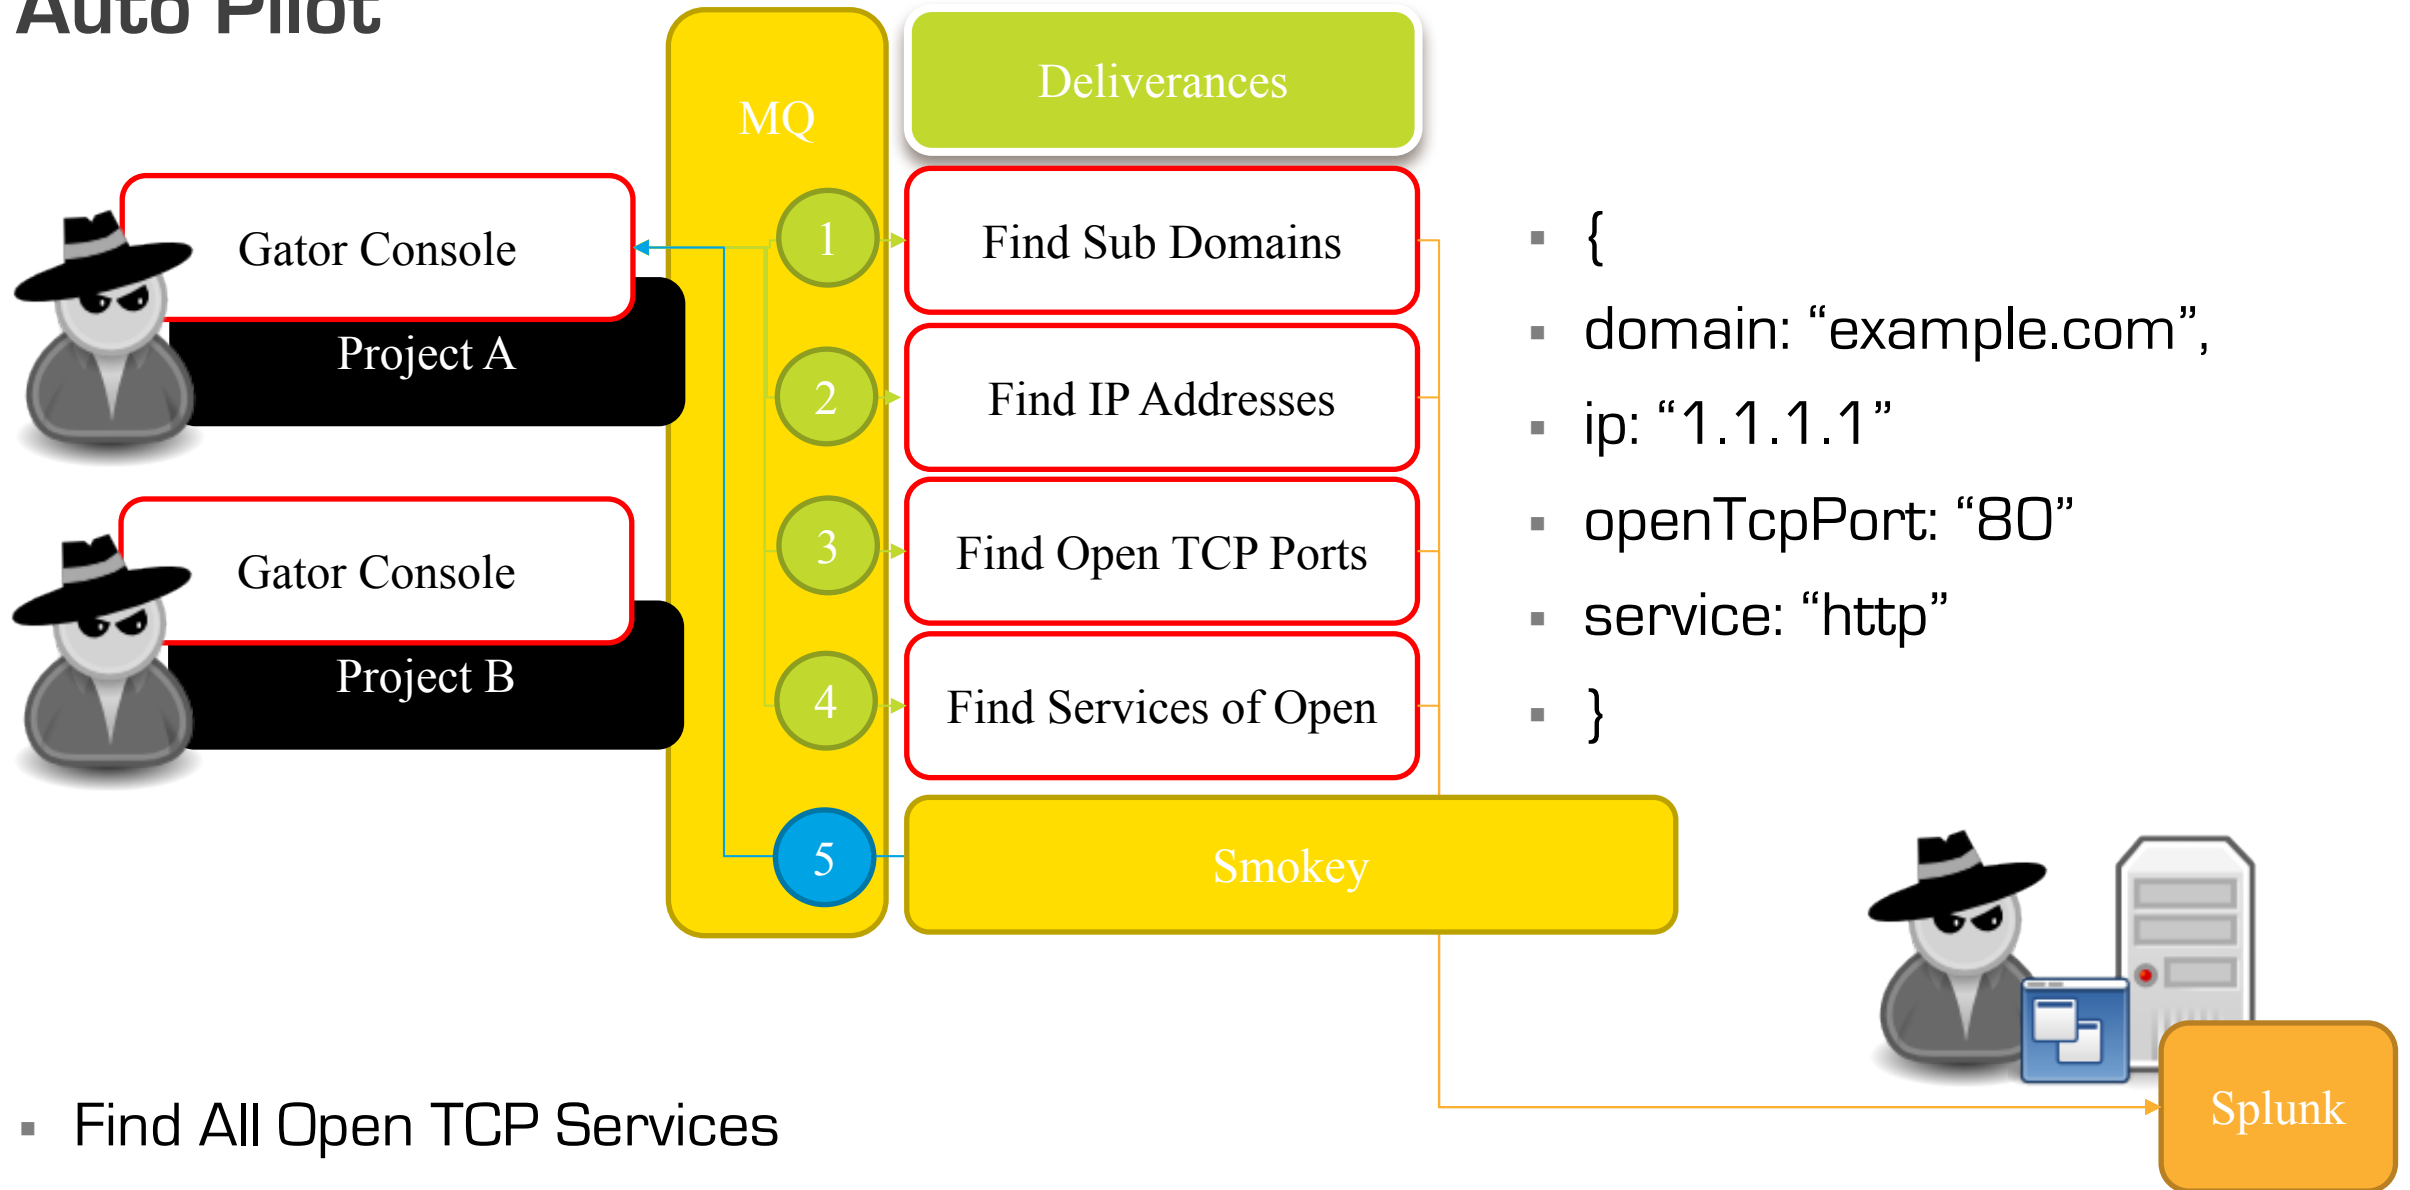 Auto Pilot
MQ
Deliverances
Gator Console
Project A
Gator Console
Project B
1
Find Sub Domains
2
Find IP Addresses
3
Find Open TCP Ports
4
Find Services of Open
5
Smokey
▪ {
▪ domain: “example.com”,
▪ ip: “1.1.1.1”
▪ openTcpPort: “80”
▪ service: “http”
▪ }
Splunk
▪ Find All Open TCP Services